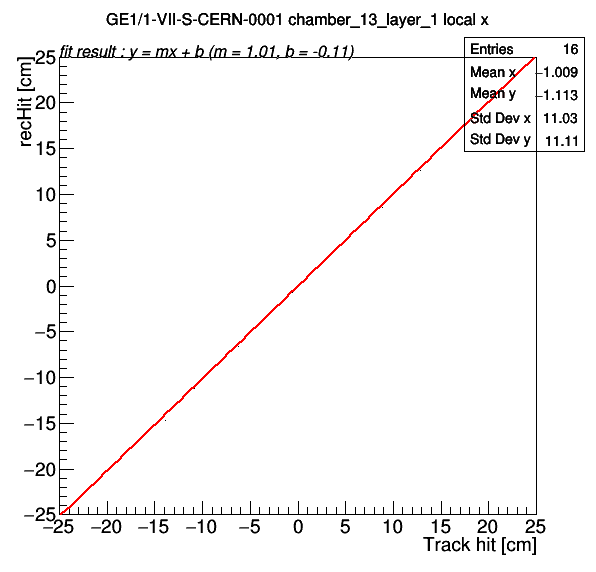 GE1/1-VII-S-CERN-0001 chamber_13_layer_1 local x
fit result : y = mx + b (m = 1.01, b = -0.11)
Entries 16
Mean x −1.009
Mean y −1.113
Std Dev x 11.03
Std Dev y 11.11
recHit [cm]
25
20
15
10
5
0
−5
−10
−15
−20
−25
−25 −20 −15 −10 −5 0 5 10 15 20 25
Track hit [cm]